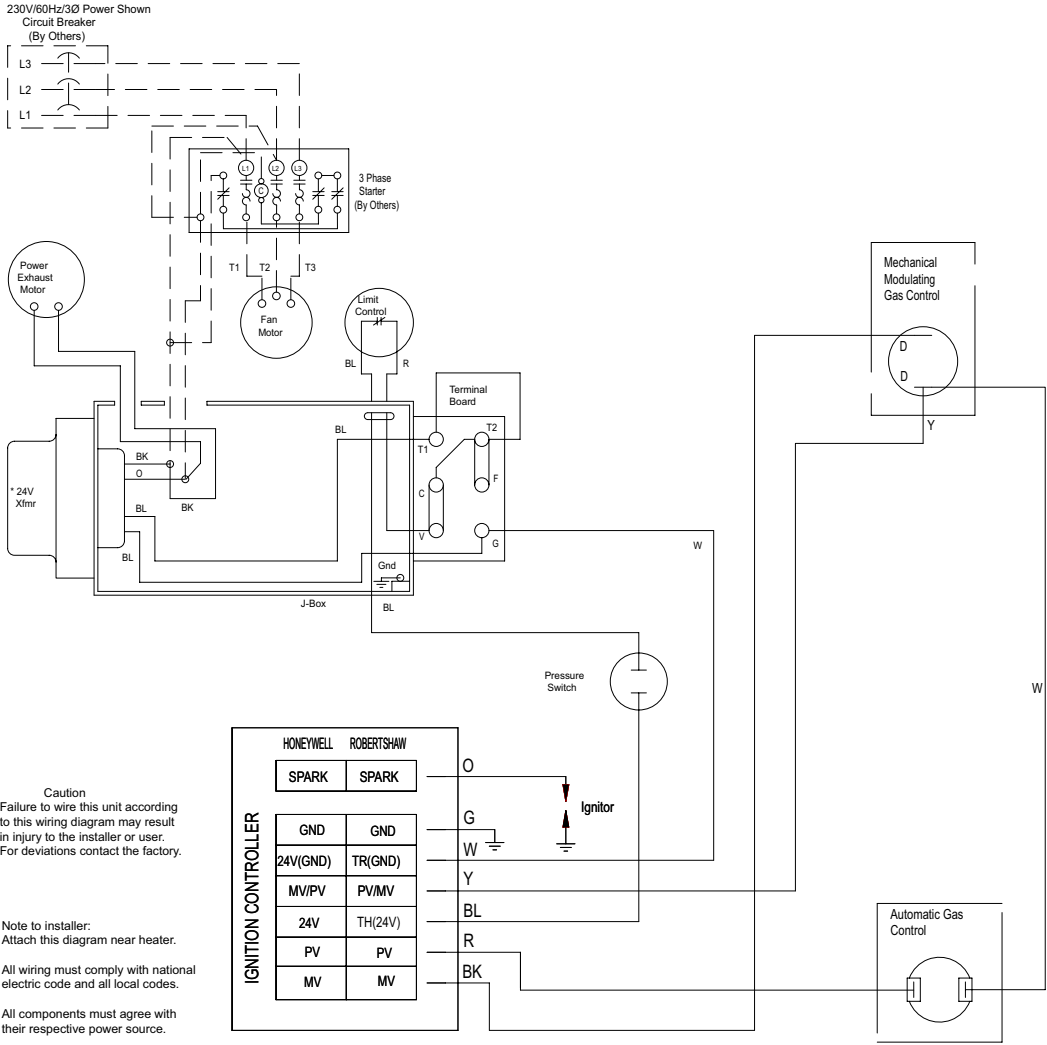 230V/60Hz/3Ø Power Shown
Circuit Breaker
(By Others)
L3
L2
L1
L1
L2
L3
C
3 Phase
Starter
(By Others)
T1
T2
T3
Power
Exhaust
Motor
Fan
Motor
Limit
Control
BL
R
Mechanical
Modulating
Gas Control
D
D
Y
Terminal
Board
BL
T1
T2
C
F
V
G
* 24V
Xfmr
BK
O
BK
BL
BL
Gnd
J-Box
BL
W
Pressure
Switch
W
HONEYWELL
ROBERTSHAW
SPARK
SPARK
O
Ignitor
IGNITION CONTROLLER
GND
GND
G
24V(GND)
TR(GND)
W
MV/PV
PV/MV
Y
24V
TH(24V)
BL
PV
PV
R
MV
MV
BK
Automatic Gas
Control
Caution
Failure to wire this unit according
to this wiring diagram may result
in injury to the installer or user.
For deviations contact the factory.
Note to installer:
Attach this diagram near heater.
All wiring must comply with national
electric code and all local codes.
All components must agree with
their respective power source.